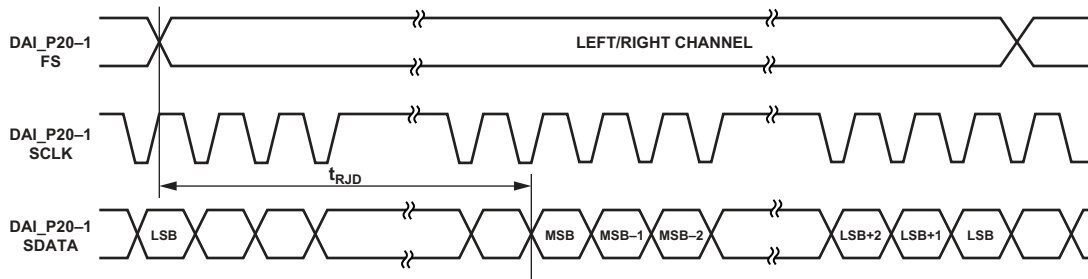 DAI_P20–1
FS
LEFT/RIGHT CHANNEL
DAI_P20–1
SCLK
tRJD
DAI_P20–1
SDATA
LSB
MSB
MSB–1
MSB–2
LSB+2
LSB+1
LSB